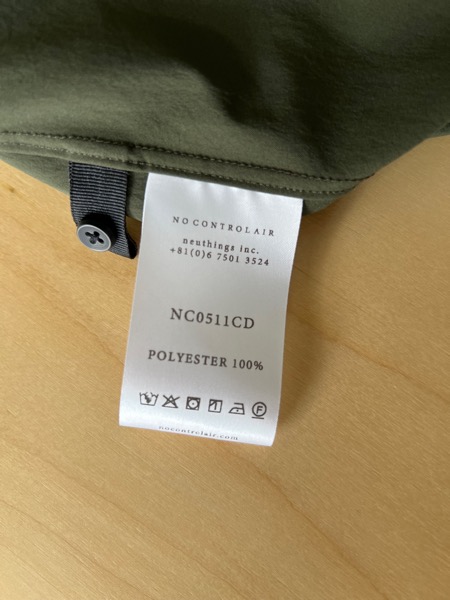 NO CONTROL AIR
neuthings inc.
+81(0)6 7501 3524
NC0511CD
POLYESTER 100%
nocontrolair.com